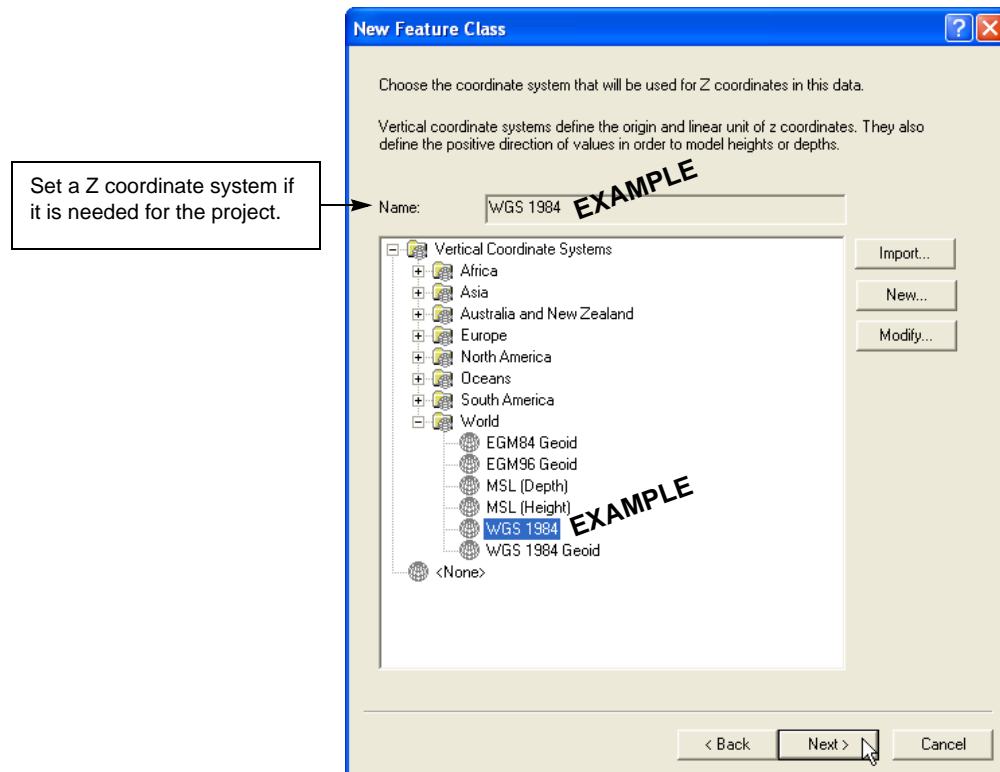 New Feature Class
Choose the coordinate system that will be used for Z coordinates in this data.
Vertical coordinate systems define the origin and linear unit of z coordinates. They also
define the positive direction of values in order to model heights or depths.
Set a Z coordinate system if
it is needed for the project.
Name: WGS 1984 EXAMPLE
Vertical Coordinate Systems
Africa
Asia
Australia and New Zealand
Europe
North America
Oceans
South America
World
EGM84 Geoid
EGM96 Geoid
MSL (Depth)
MSL (Height)
WGS 1984 EXAMPLE
WGS 1984 Geoid
<None>
Import...
New...
Modify...
< Back
Next >
Cancel